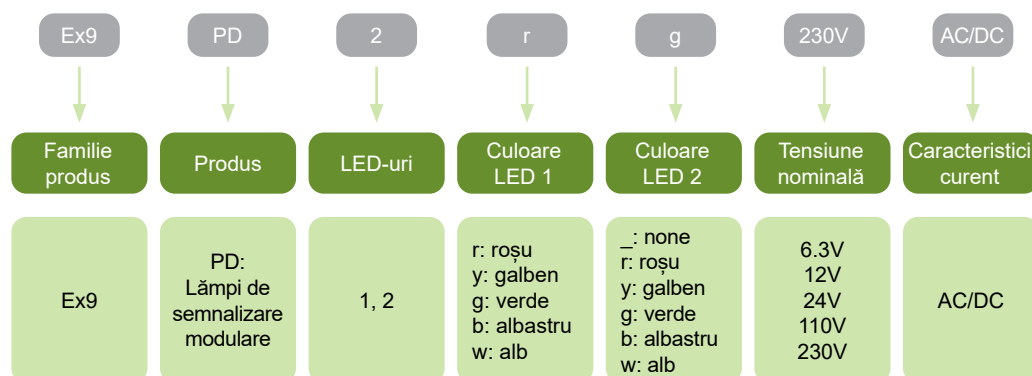 Ex9
PD
2
r
g
230V
AC/DC
Familie
produs
Produs
LED-uri
Culoare
LED 1
Culoare
LED 2
Tensiune
nominală
Caracteristici
curent
Ex9
PD:
Lămpi de
semnalizare
modulare
1, 2
r: roșu
y: galben
g: verde
b: albastru
w: alb
_: none
r: roșu
y: galben
g: verde
b: albastru
w: alb
6.3V
12V
24V
110V
230V
AC/DC